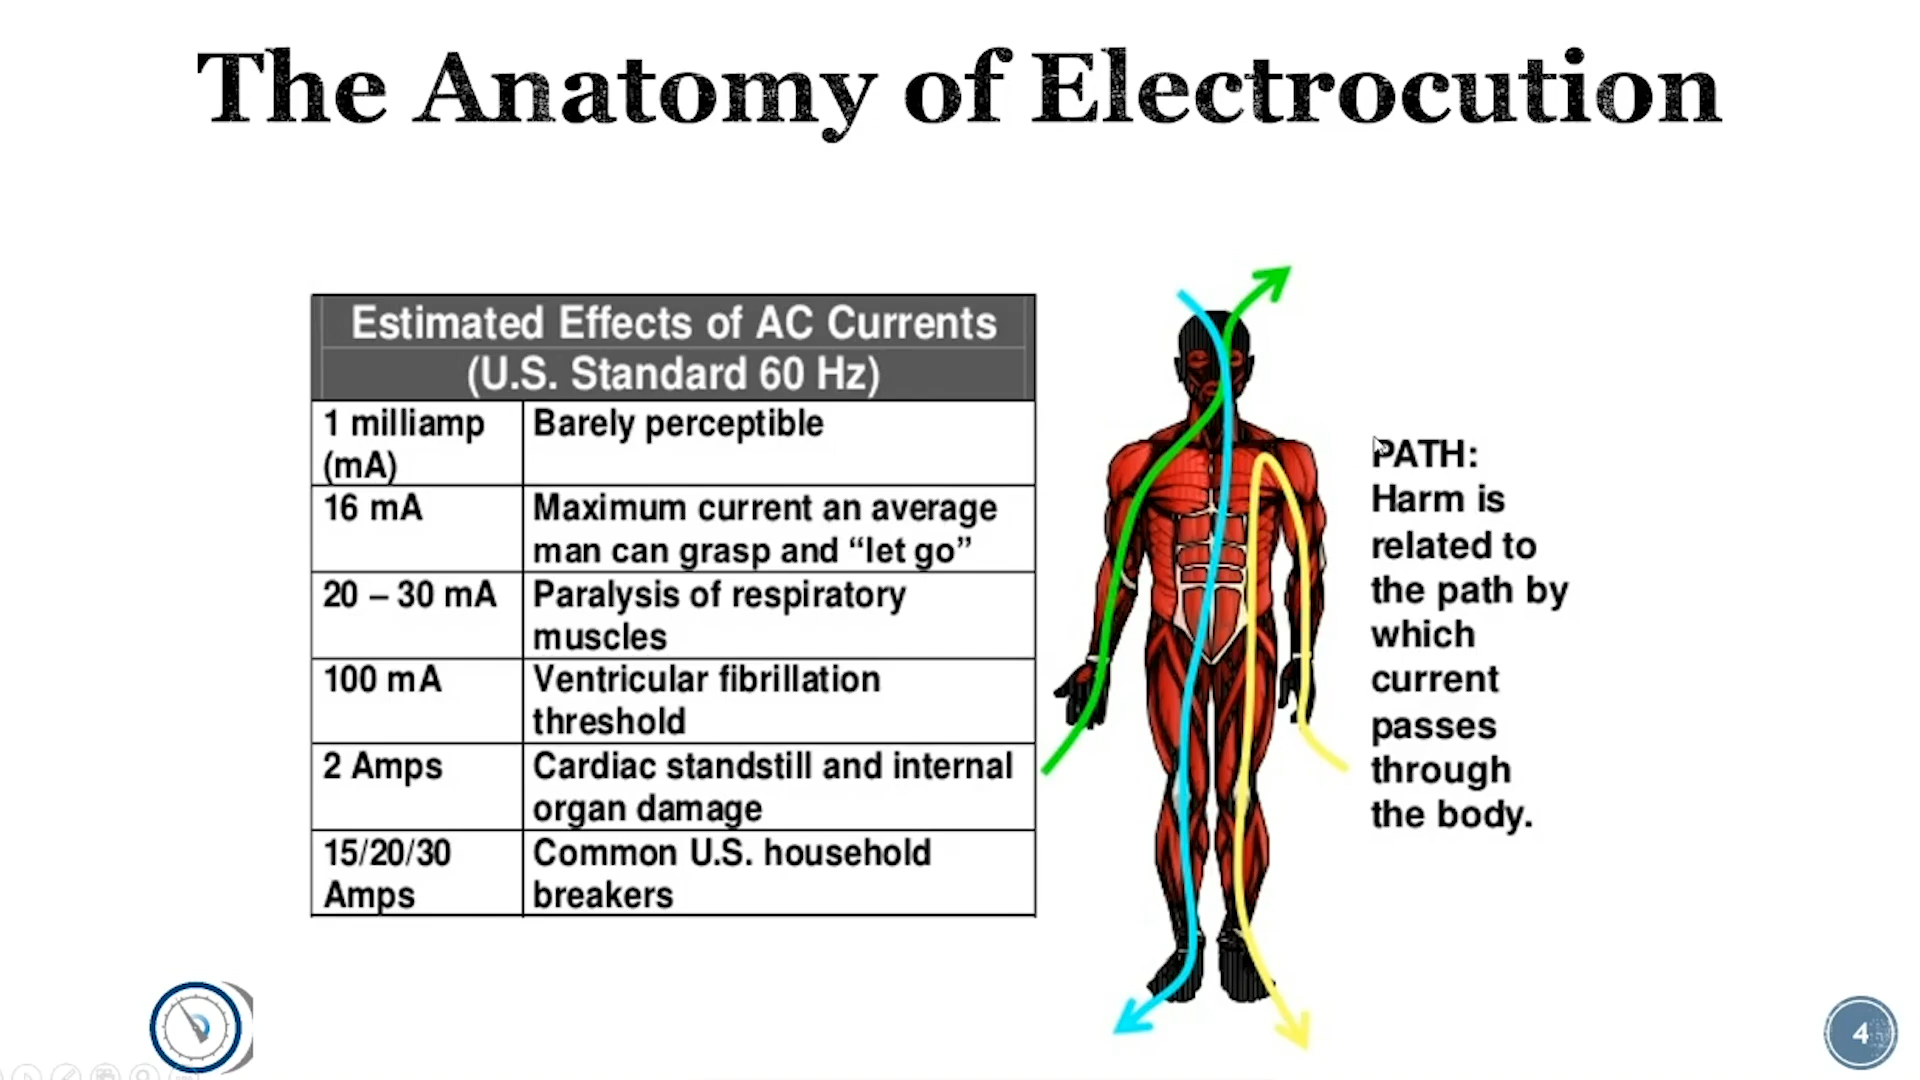 The Anatomy of Electrocution
Estimated Effects of AC Currents
(U.S. Standard 60 Hz)
1 milliamp
(mA)
Barely perceptible
16 mA
Maximum current an average
man can grasp and “let go”
20 – 30 mA
Paralysis of respiratory
muscles
100 mA
Ventricular fibrillation
threshold
2 Amps
Cardiac standstill and internal
organ damage
15/20/30
Amps
Common U.S. household
breakers
PATH:
Harm is
related to
the path by
which
current
passes
through
the body.
4